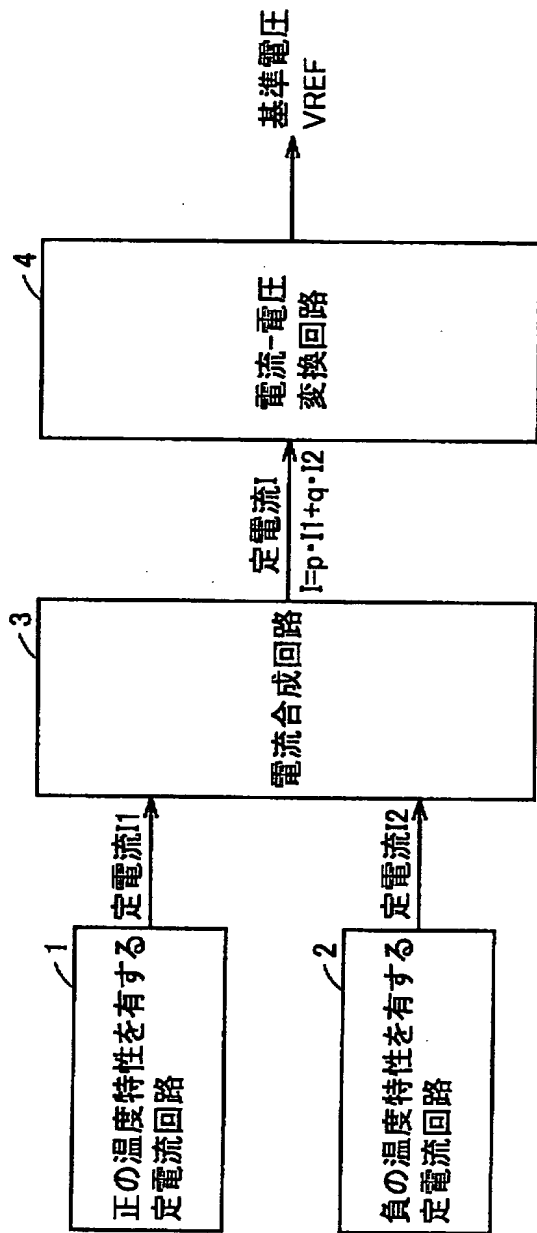 1
正の温度特性を有する
定電流回路
定電流I1
2
負の温度特性を有する
定電流回路
定電流I2
3
電流合成回路
定電流I
I=p・I1+q・I2
4
電流-電圧
変換回路
基準電圧
VREF